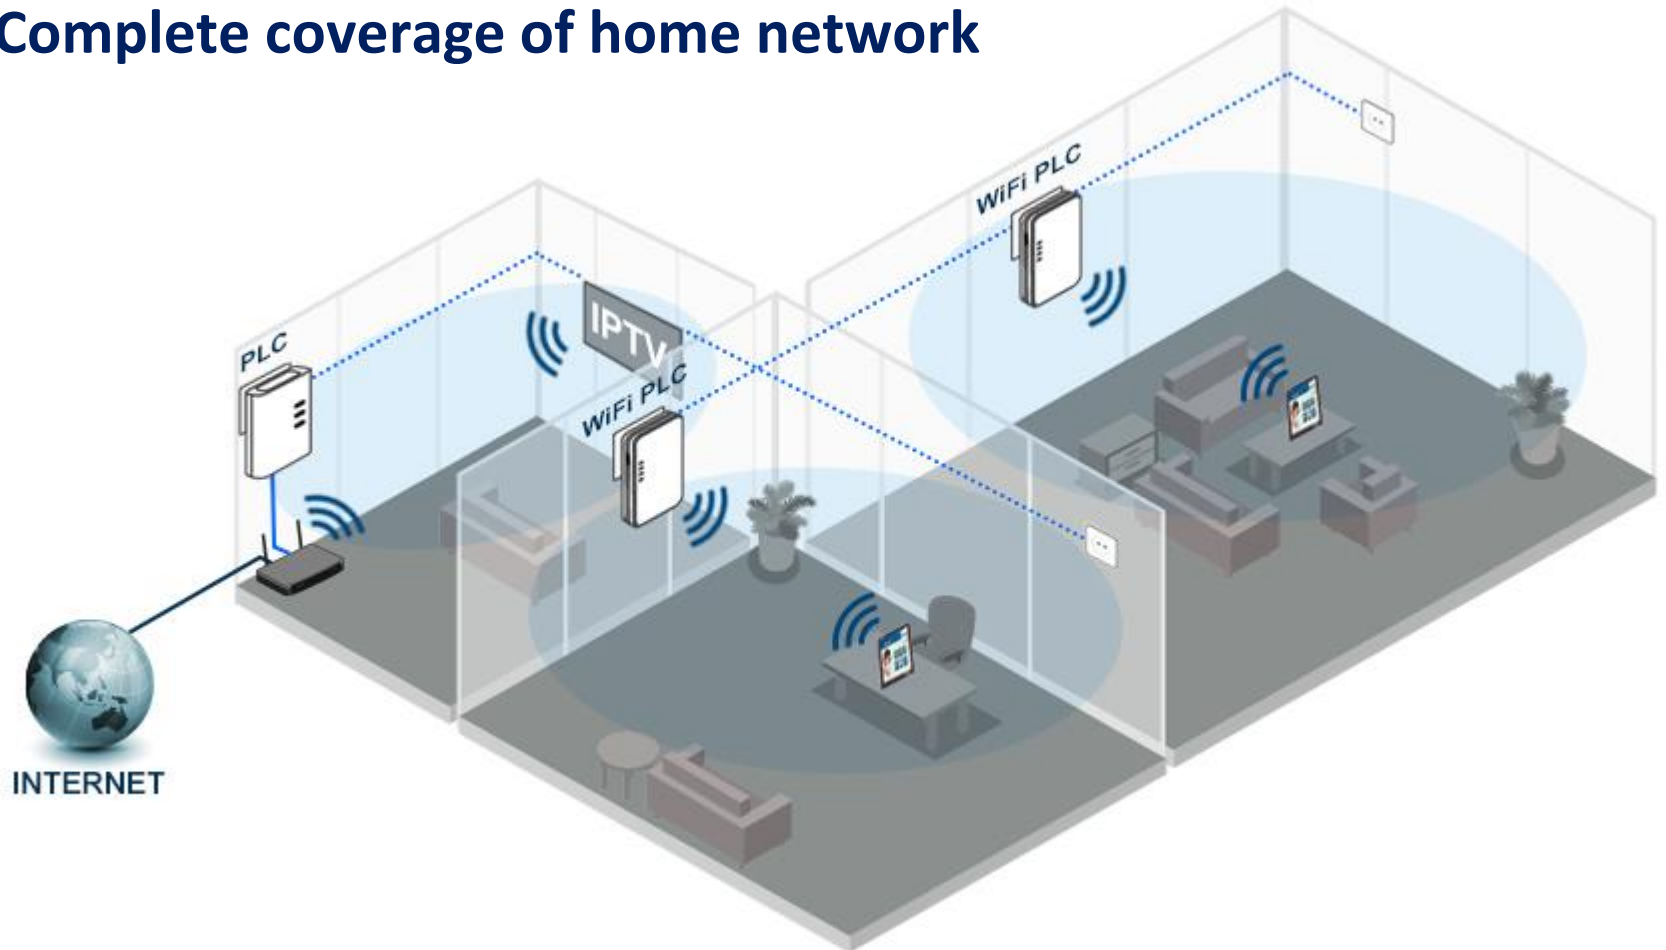 Complete coverage of home network
WiFi PLC
PLC
IPTV
WiFi PLC
INTERNET